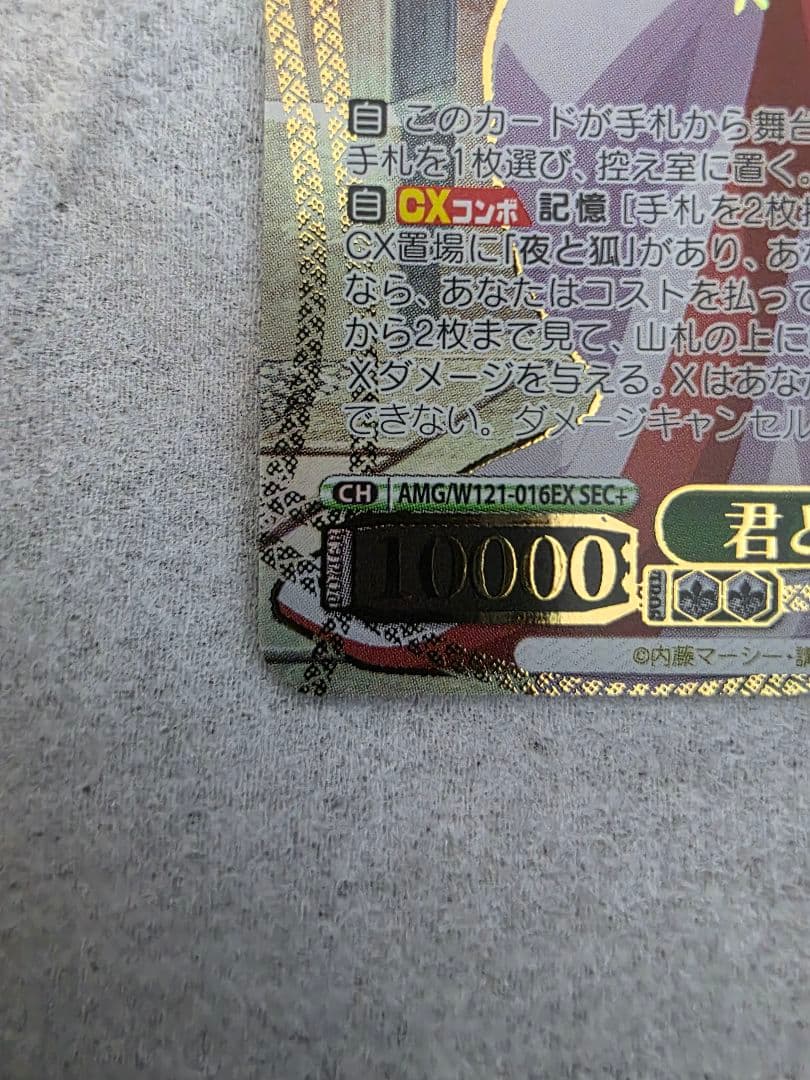 自 このカードが手札から舞台
手札を1枚選び、控え室に置く。
自 CXコンボ 記憶 [手札を2枚
CX置場に「夜と狐」があり、あ
なら、あなたはコストを払って
から2枚まで見て、山札の上に
Xダメージを与える。Xはあな
できない。ダメージキャンセル
CH AMG/W121-016EX SEC+
10000
君と
©内藤マーシー・講